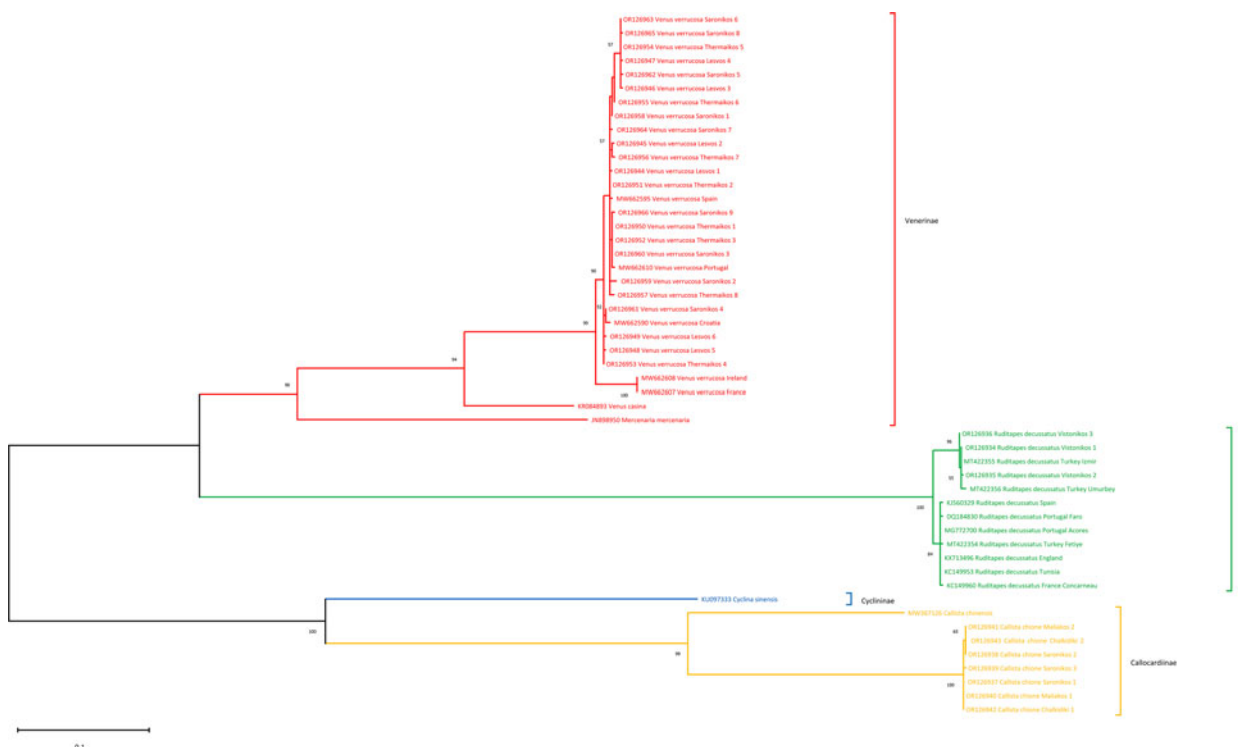 OR126963 Venus verrucosa Saronikos 6
OR126965 Venus verrucosa Saronikos 8
57
OR126954 Venus verrucosa Thermaikos 5
OR126947 Venus verrucosa Lesvos 4
OR126962 Venus verrucosa Saronikos 5
OR126946 Venus verrucosa Lesvos 3
OR126955 Venus verrucosa Thermaikos 6
OR126958 Venus verrucosa Saronikos 1
OR126964 Venus verrucosa Saronikos 7
57
OR126945 Venus verrucosa Lesvos 2
OR126956 Venus verrucosa Thermaikos 7
OR126944 Venus verrucosa Lesvos 1
OR126951 Venus verrucosa Thermaikos 2
MW662595 Venus verrucosa Spain
OR126966 Venus verrucosa Saronikos 9
Venerinae
OR126950 Venus verrucosa Thermaikos 1
OR126952 Venus verrucosa Thermaikos 3
OR126960 Venus verrucosa Saronikos 3
MW662610 Venus verrucosa Portugal
OR126959 Venus verrucosa Saronikos 2
OR126957 Venus verrucosa Thermaikos 8
Venus verrucosa Saronikos 4
MW662590 Venus verrucosa Croatia
OR126949 Venus verrucosa Lesvos 6
OR126948 Venus verrucosa Lesvos 5
94
OR126953 Venus verrucosa Thermaikos 4
MW662608 Venus verrucosa Ireland
MW662607 Venus verrucosa France
100
KR084893 Venus casina
Mercenaria mercenaria
OR126936 Ruditapes decussatus Vistonikos 3
OR126934 Ruditapes decussatus Vistonikos 1
MT422355 Ruditapes decussatus Turkey Izmir
OR126935 Ruditapes decussatus Vistonikos 2
MT422356 Ruditapes decussatus Turkey Umurbey
KJ560329 Ruditapes decussatus Spain
100
DQ184830 Ruditapes decussatus Portugal Faro
MG772700 Ruditapes decussatus Portugal Acores
MT422354 Ruditapes decussatus Turkey Fetiye
84
KX713496 Ruditapes decussatus England
KC149953 Ruditapes decussatus Tunisia
KC149960 Ruditapes decussatus France Concarneau
KU097333 Cyclina sinensis
Cyclininae
Callista chinensis
Callista chione Maliakos 2
100
Callista chione Chalkidiki 2
Callista chione Saronikos 2
Callista chione Saronikos 3
Callocardiinae
OR126937 Callista chione Saronikos 1
100
OR126940 Callista chione Maliakos 1
Callista chione Chalkidiki 1
0.1